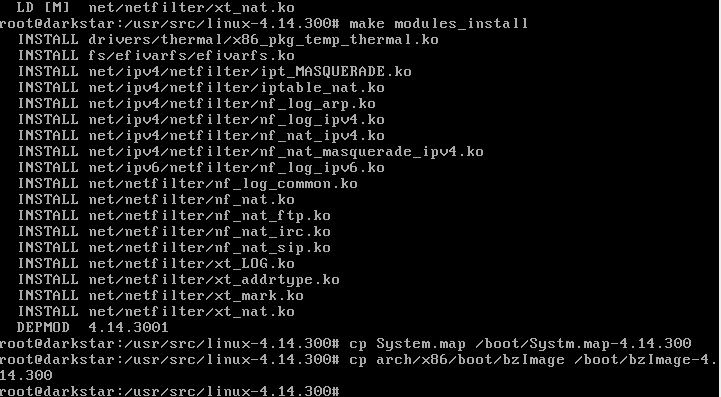 LD [M]  net/netfilter/xt_nat.ko
root@darkstar:/usr/src/linux-4.14.300# make modules_install
INSTALL drivers/thermal/x86_pkg_temp_thermal.ko
INSTALL fs/efivarfs/efivarfs.ko
INSTALL net/ipv4/netfilter/ipt_MASQUERADE.ko
INSTALL net/ipv4/netfilter/iptable_nat.ko
INSTALL net/ipv4/netfilter/nf_log_arp.ko
INSTALL net/ipv4/netfilter/nf_log_ipv4.ko
INSTALL net/ipv4/netfilter/nf_nat_ipv4.ko
INSTALL net/ipv4/netfilter/nf_nat_masquerade_ipv4.ko
INSTALL net/ipv6/netfilter/nf_log_ipv6.ko
INSTALL net/netfilter/nf_log_common.ko
INSTALL net/netfilter/nf_nat.ko
INSTALL net/netfilter/nf_nat_ftp.ko
INSTALL net/netfilter/nf_nat_irc.ko
INSTALL net/netfilter/nf_nat_sip.ko
INSTALL net/netfilter/xt_LOG.ko
INSTALL net/netfilter/xt_addrtype.ko
INSTALL net/netfilter/xt_mark.ko
INSTALL net/netfilter/xt_nat.ko
DEPMOD  4.14.3001
root@darkstar:/usr/src/linux-4.14.300# cp System.map /boot/Systm.map-4.14.300
root@darkstar:/usr/src/linux-4.14.300# cp arch/x86/boot/bzImage /boot/bzImage-4.
14.300
root@darkstar:/usr/src/linux-4.14.300#